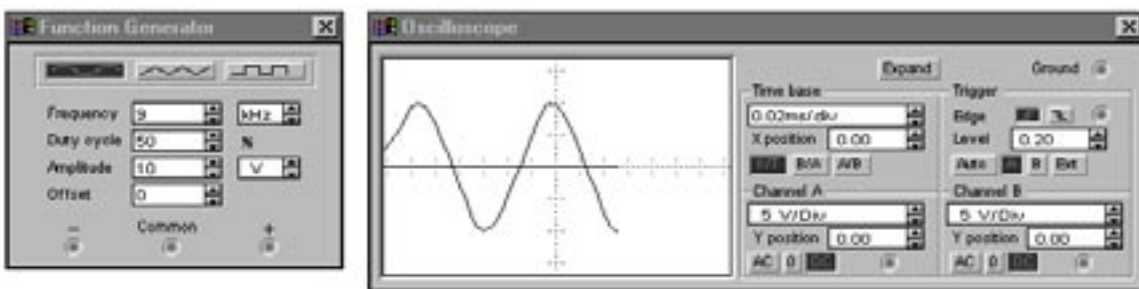 Function Generator
Frequency 9 kHz
Duty cycle 50 %
Amplitude 10 V
Offset 0
- Common +
Oscilloscope
Expand Ground
Time base
0.02ms/div
X position 0.00
Y/T B/A A/B
Trigger
Edge
Level 0.20
Auto A B Ext
Channel A
5 V/Div
Y position 0.00
AC 0 DC
Channel B
5 V/Div
Y position 0.00
AC 0 DC